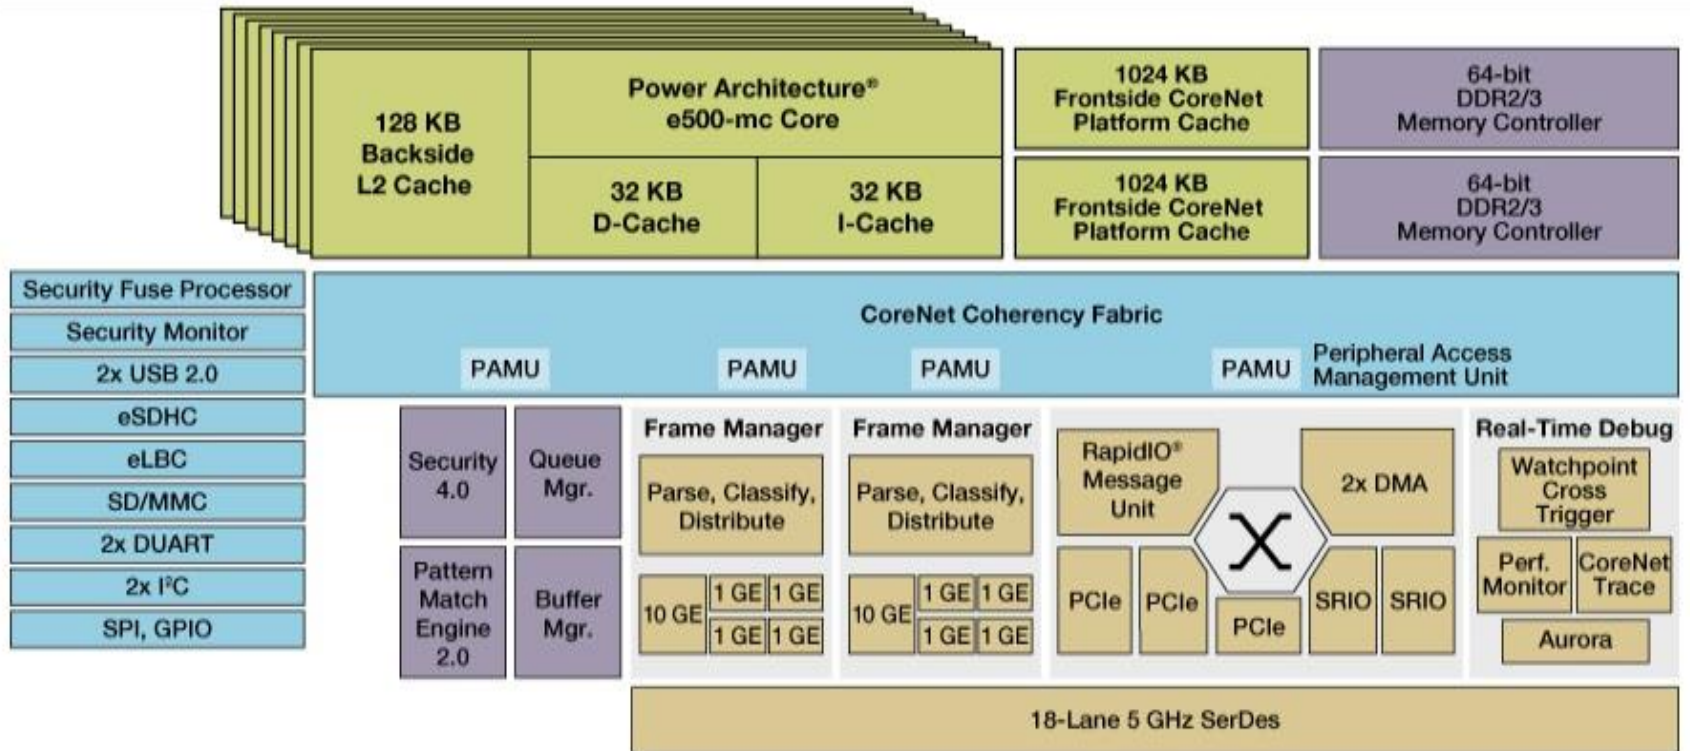 128 KB
Backside
L2 Cache
Power Architecture®
e500-mc Core
32 KB
D-Cache
32 KB
I-Cache
1024 KB
Frontside CoreNet
Platform Cache
1024 KB
Frontside CoreNet
Platform Cache
64-bit
DDR2/3
Memory Controller
64-bit
DDR2/3
Memory Controller
Security Fuse Processor
Security Monitor
2x USB 2.0
eSDHC
eLBC
SD/MMC
2x DUART
2x I²C
SPI, GPIO
CoreNet Coherency Fabric
PAMU
PAMU
PAMU
PAMU
Peripheral Access
Management Unit
Security
4.0
Queue
Mgr.
Pattern
Match
Engine
2.0
Buffer
Mgr.
Frame Manager
Parse, Classify,
Distribute
10 GE
1 GE
1 GE
1 GE
1 GE
Frame Manager
Parse, Classify,
Distribute
10 GE
1 GE
1 GE
1 GE
1 GE
RapidIO®
Message
Unit
2x DMA
PCIe
PCIe
PCIe
SRIO
SRIO
Real-Time Debug
Watchpoint
Cross
Trigger
Perf.
Monitor
CoreNet
Trace
Aurora
18-Lane 5 GHz SerDes